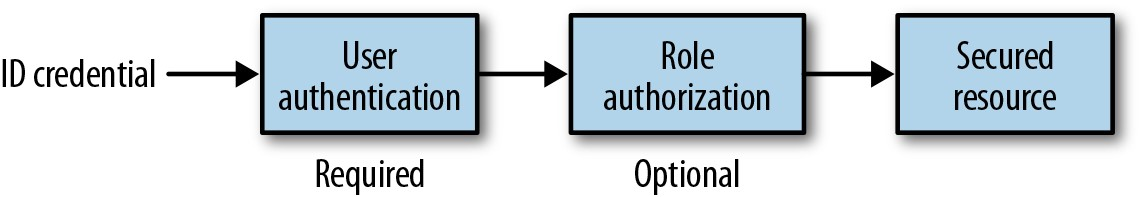 ID credential
User
authentication
Role
authorization
Secured
resource
Required
Optional